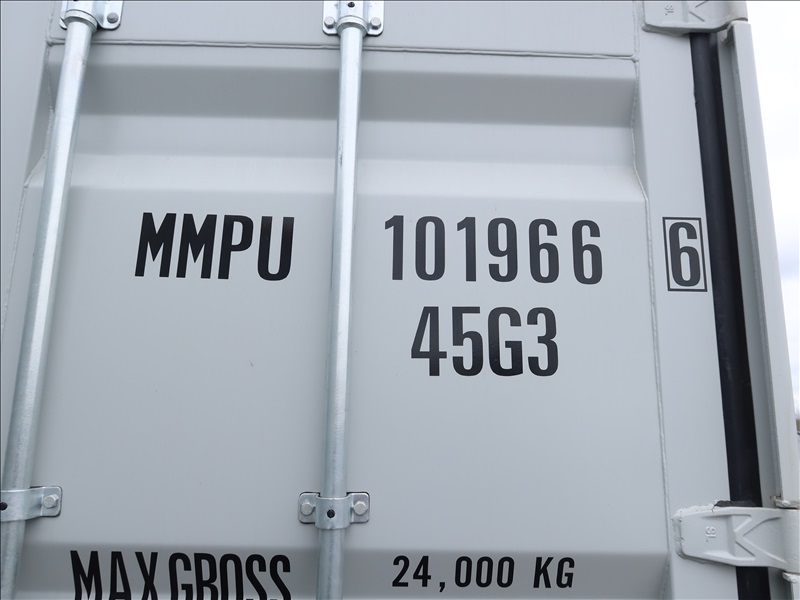 MMPU 101966 6
45G3
MAX GROSS 24,000 KG